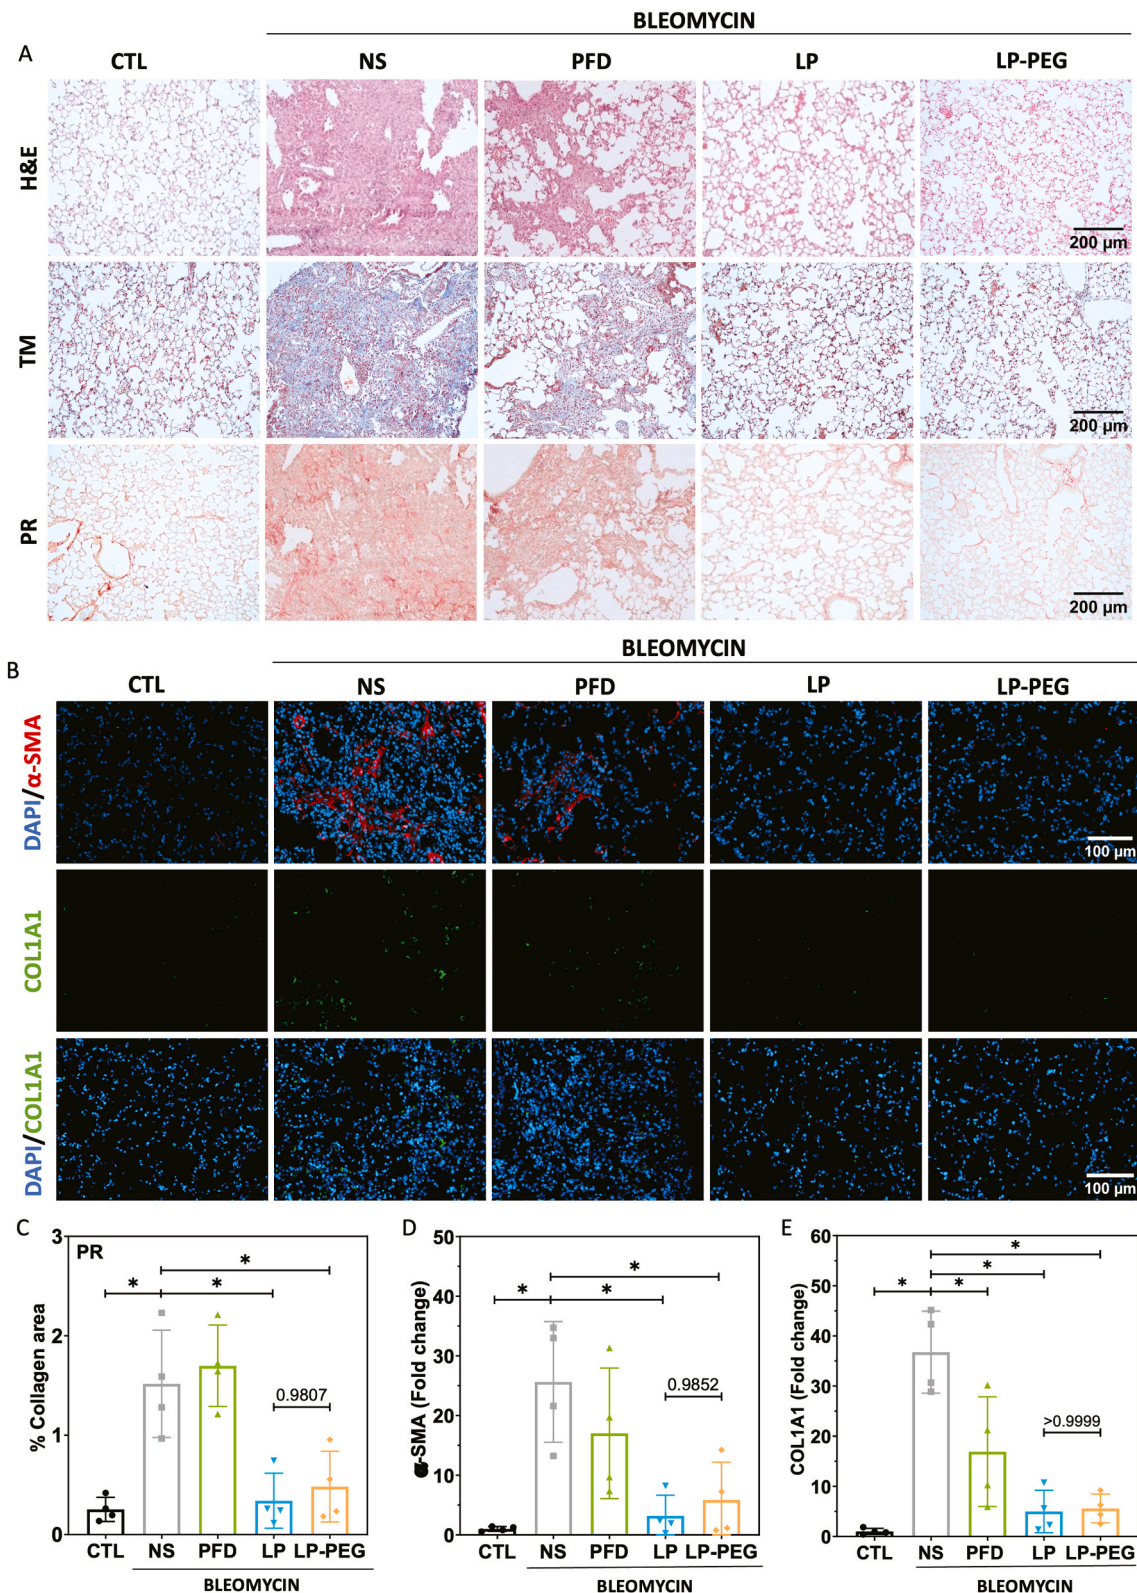 BLEOMYCIN
A
CTL NS PFD LP LP-PEG
H&E
200 µm
TM
200 µm
PR
200 µm
BLEOMYCIN
B
CTL NS PFD LP LP-PEG
DAPI/α-SMA
100 µm
COL1A1
DAPI/COL1A1
100 µm
C
PR
% Collagen area
3
2
1
0
*
*
*
0.9807
CTL NS PFD LP LP-PEG
BLEOMYCIN
D
-SMA (Fold change)
50
40
30
20
10
0
*
*
*
0.9852
CTL NS PFD LP LP-PEG
BLEOMYCIN
E
COL1A1 (Fold change)
60
50
40
30
20
10
0
*
*
*
*
>0.9999
CTL NS PFD LP LP-PEG
BLEOMYCIN